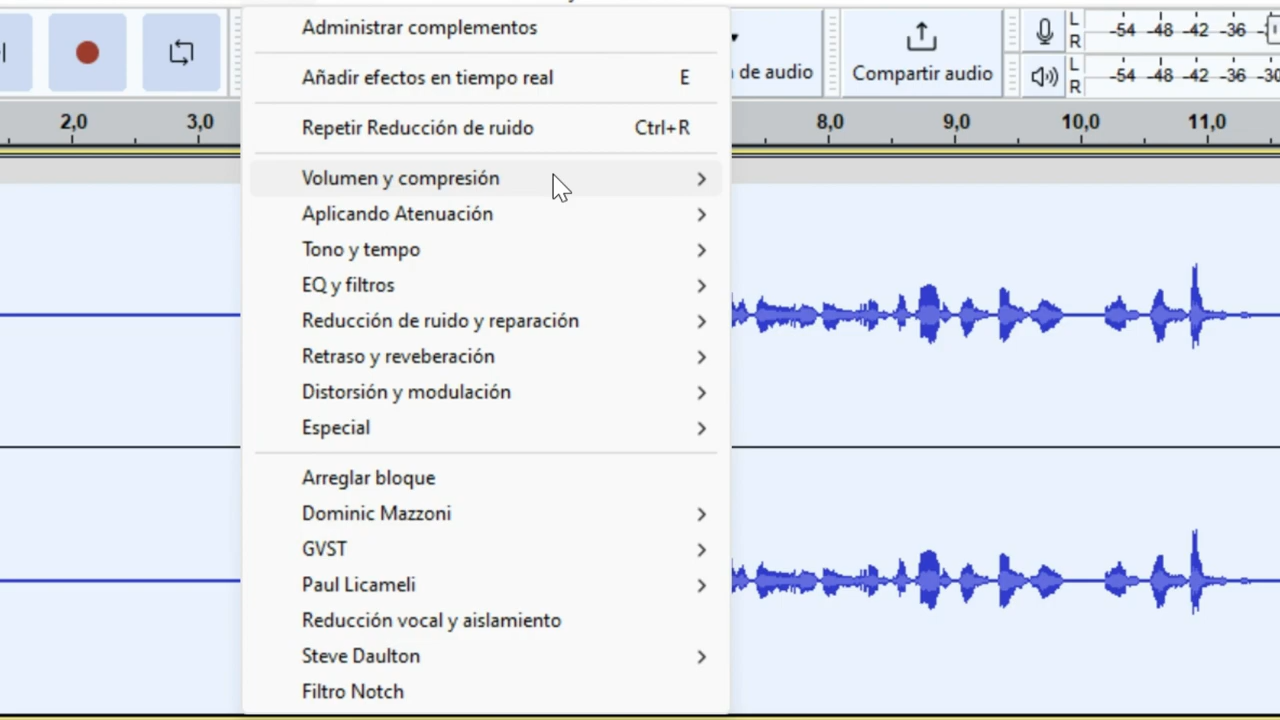 Administrar complementos
Añadir efectos en tiempo real E
Repetir Reducción de ruido Ctrl+R
Volumen y compresión
Aplicando Atenuación
Tono y tempo
EQ y filtros
Reducción de ruido y reparación
Retraso y reveberación
Distorsión y modulación
Especial
Arreglar bloque
Dominic Mazzoni
GVST
Paul Licameli
Reducción vocal y aislamiento
Steve Daulton
Filtro Notch
de audio
Compartir audio
L
R
-54 -48 -42 -36
L
R
-54 -48 -42 -36 -30
2,0 3,0 8,0 9,0 10,0 11,0